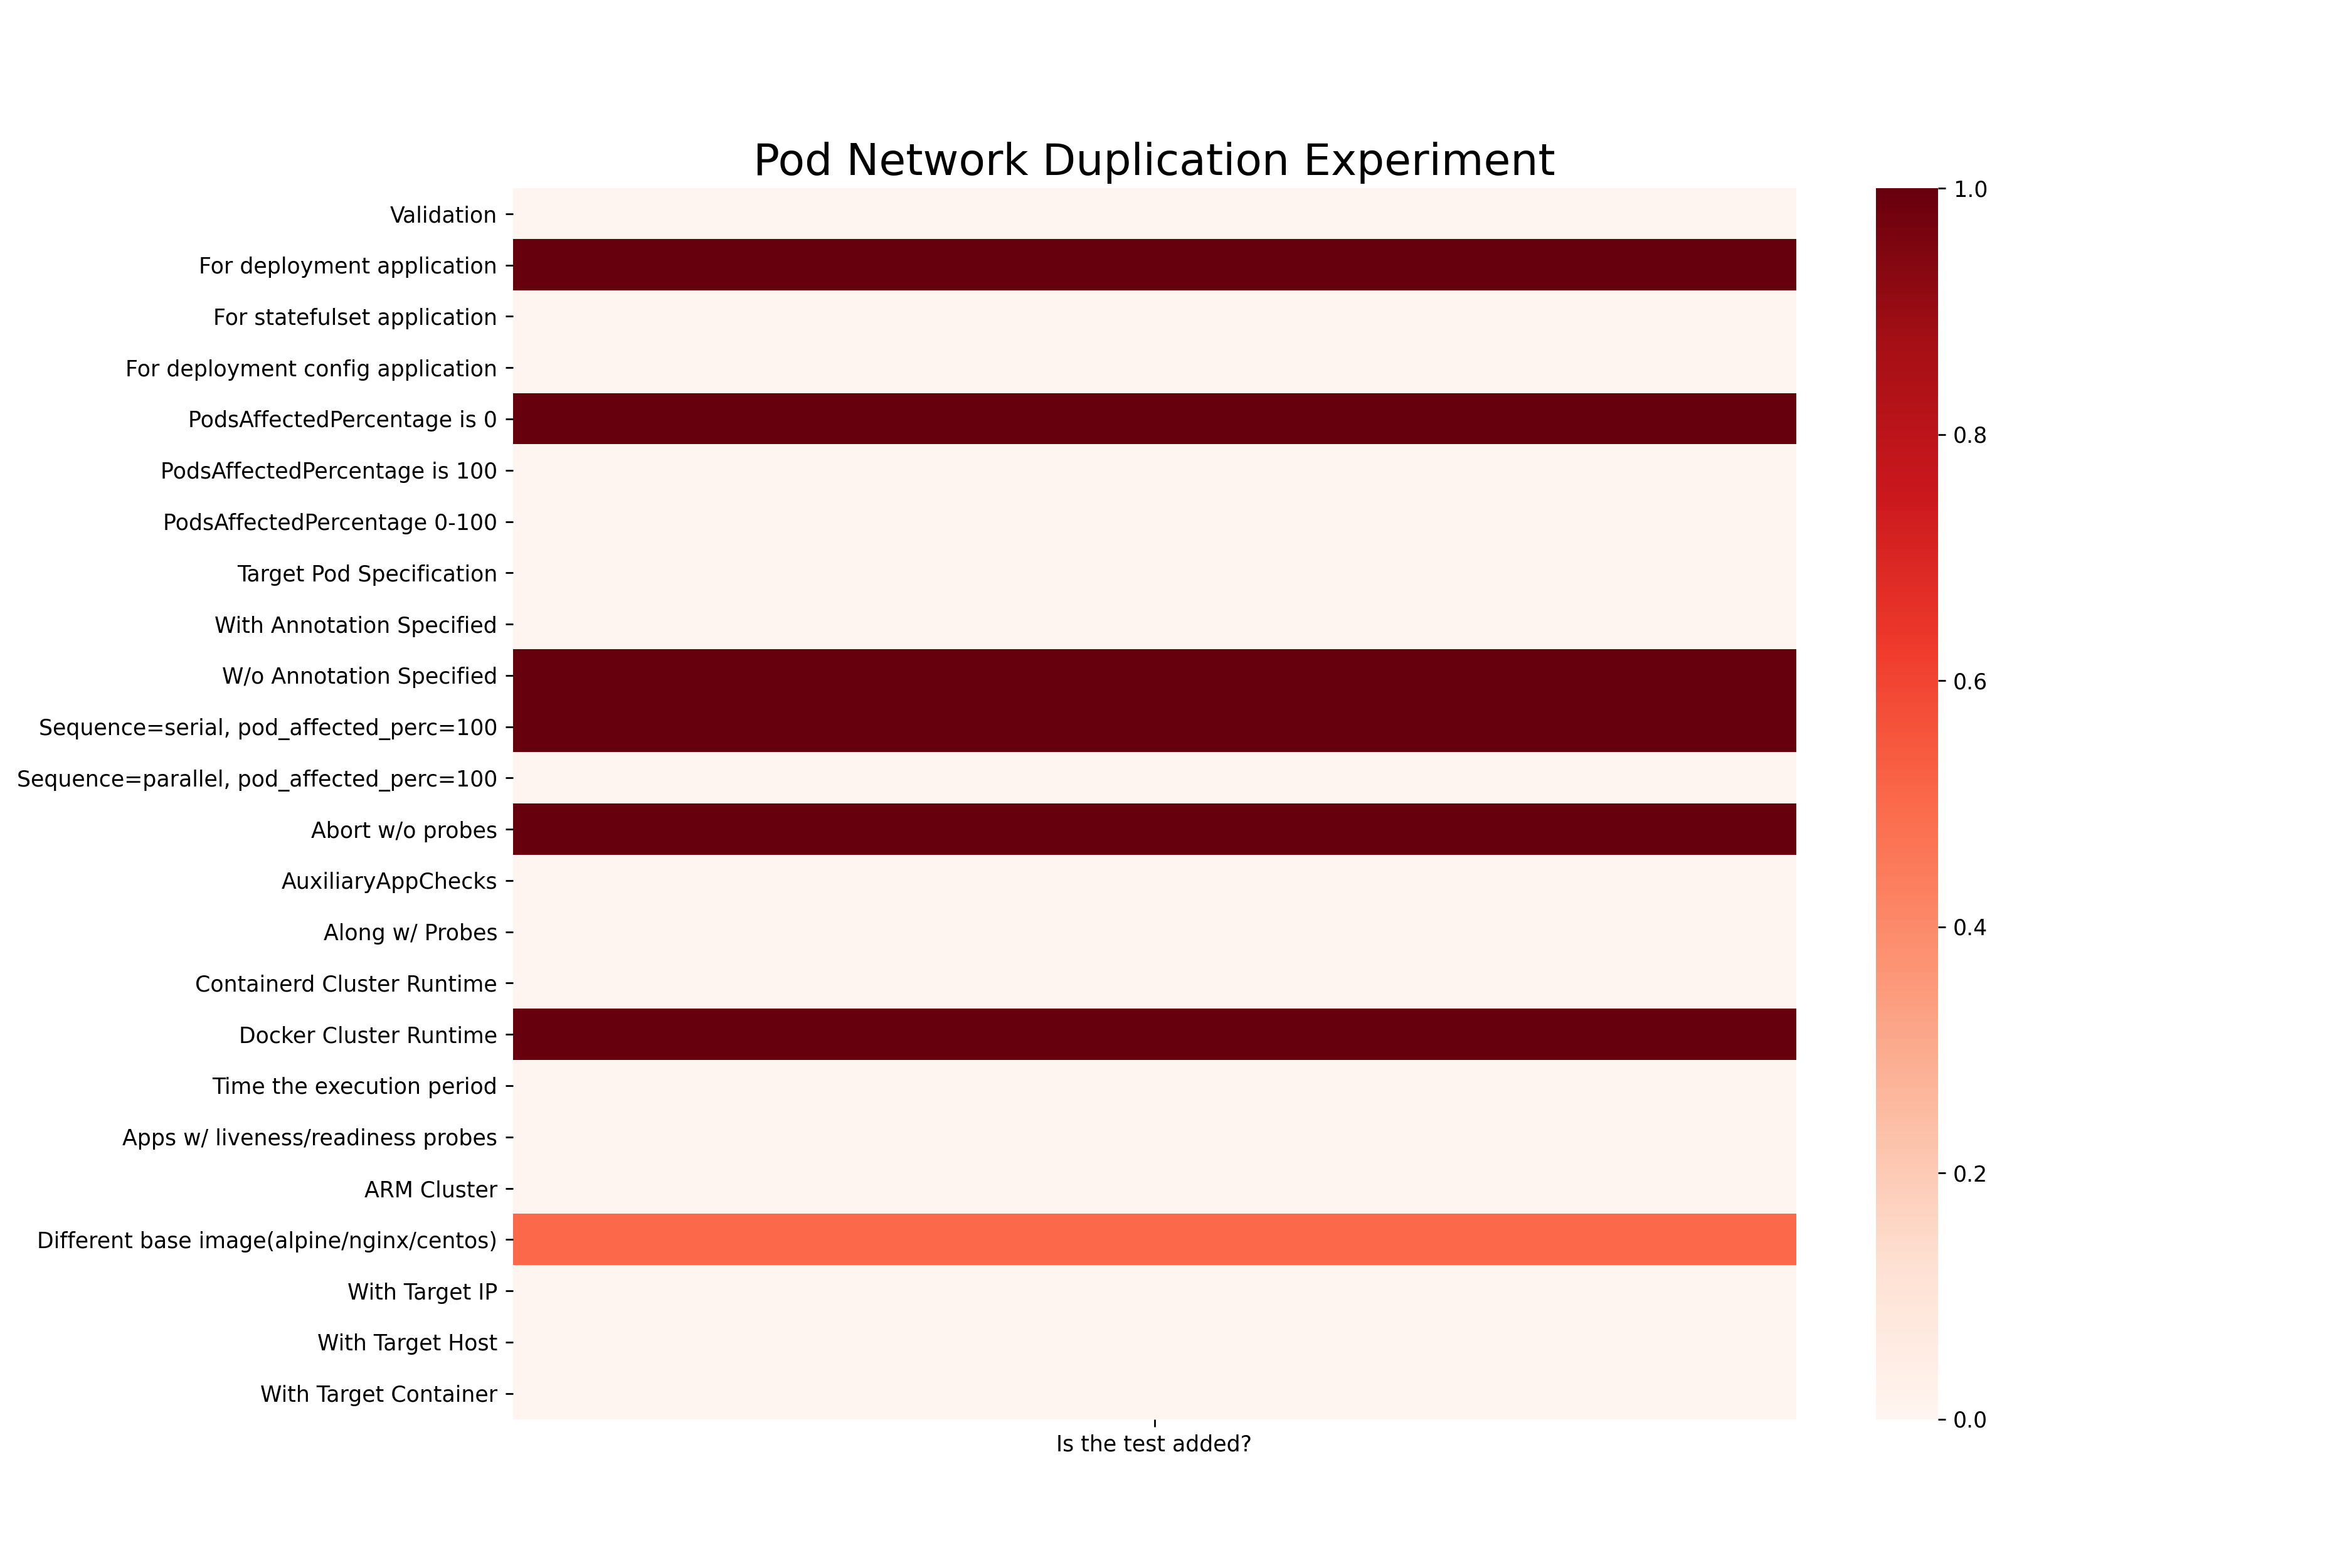 Pod Network Duplication Experiment
Validation
For deployment application
For statefulset application
For deployment config application
PodsAffectedPercentage is 0
PodsAffectedPercentage is 100
PodsAffectedPercentage 0-100
Target Pod Specification
With Annotation Specified
W/o Annotation Specified
Sequence=serial, pod_affected_perc=100
Sequence=parallel, pod_affected_perc=100
Abort w/o probes
AuxiliaryAppChecks
Along w/ Probes
Containerd Cluster Runtime
Docker Cluster Runtime
Time the execution period
Apps w/ liveness/readiness probes
ARM Cluster
Different base image(alpine/nginx/centos)
With Target IP
With Target Host
With Target Container
Is the test added?
1.0
0.8
0.6
0.4
0.2
0.0